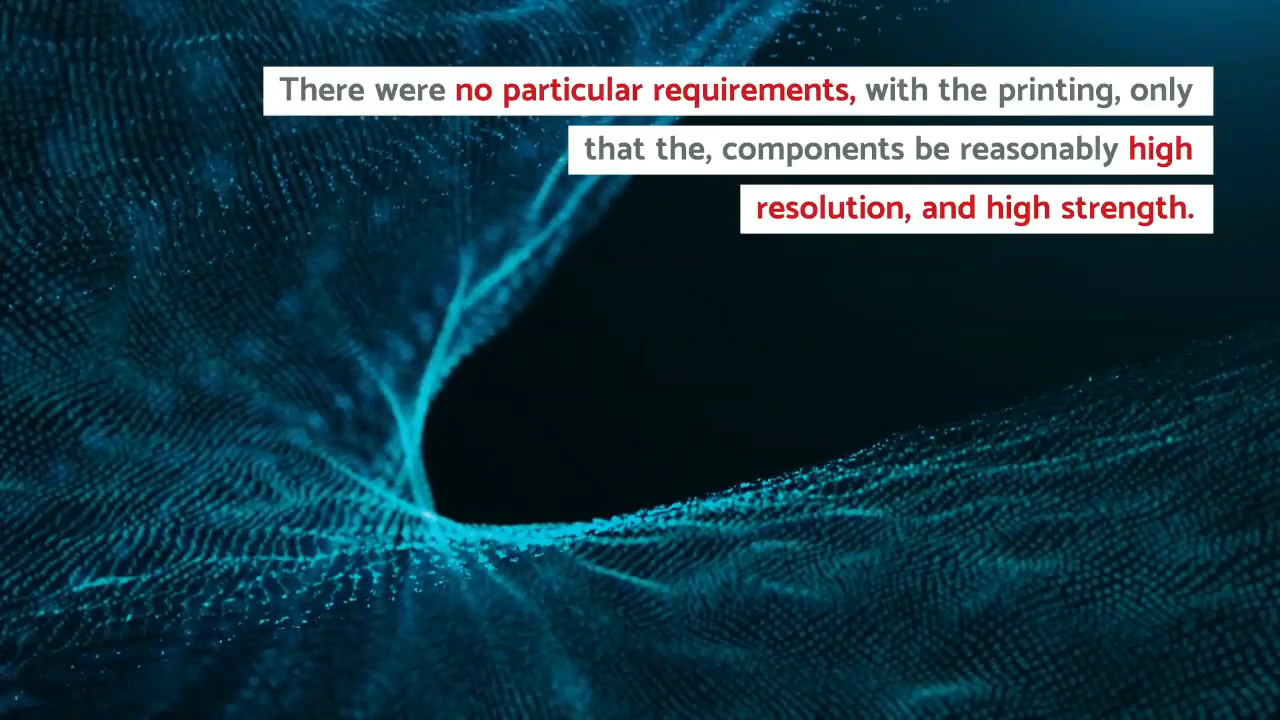 There were no particular requirements, with the printing, only
that the, components be reasonably high
resolution, and high strength.